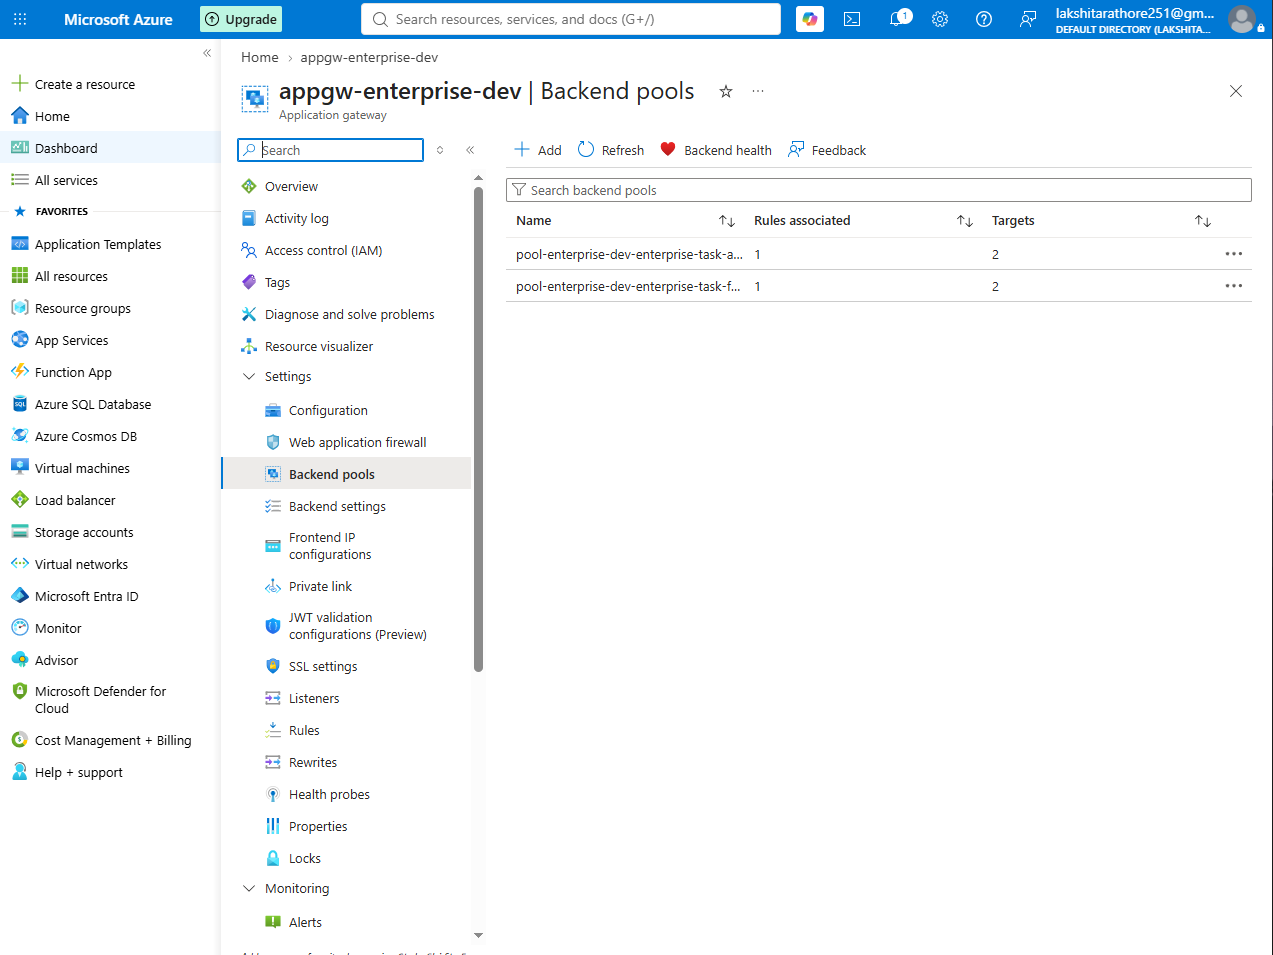 Microsoft Azure
Upgrade
Search resources, services, and docs (G+/)
1
lakshitarathore251@gm...
DEFAULT DIRECTORY (LAKSHITA...
Create a resource
Home
Dashboard
All services
FAVORITES
Application Templates
All resources
Resource groups
App Services
Function App
Azure SQL Database
Azure Cosmos DB
Virtual machines
Load balancer
Storage accounts
Virtual networks
Microsoft Entra ID
Monitor
Advisor
Microsoft Defender for
Cloud
Cost Management + Billing
Help + support
Home > appgw-enterprise-dev
appgw-enterprise-dev | Backend pools
Application gateway
Search
Overview
Activity log
Access control (IAM)
Tags
Diagnose and solve problems
Resource visualizer
Settings
Configuration
Web application firewall
Backend pools
Backend settings
Frontend IP
configurations
Private link
JWT validation
configurations (Preview)
SSL settings
Listeners
Rules
Rewrites
Health probes
Properties
Locks
Monitoring
Alerts
Add Refresh Backend health Feedback
Search backend pools
Name Rules associated Targets
pool-enterprise-dev-enterprise-task-a... 1 2
pool-enterprise-dev-enterprise-task-f... 1 2